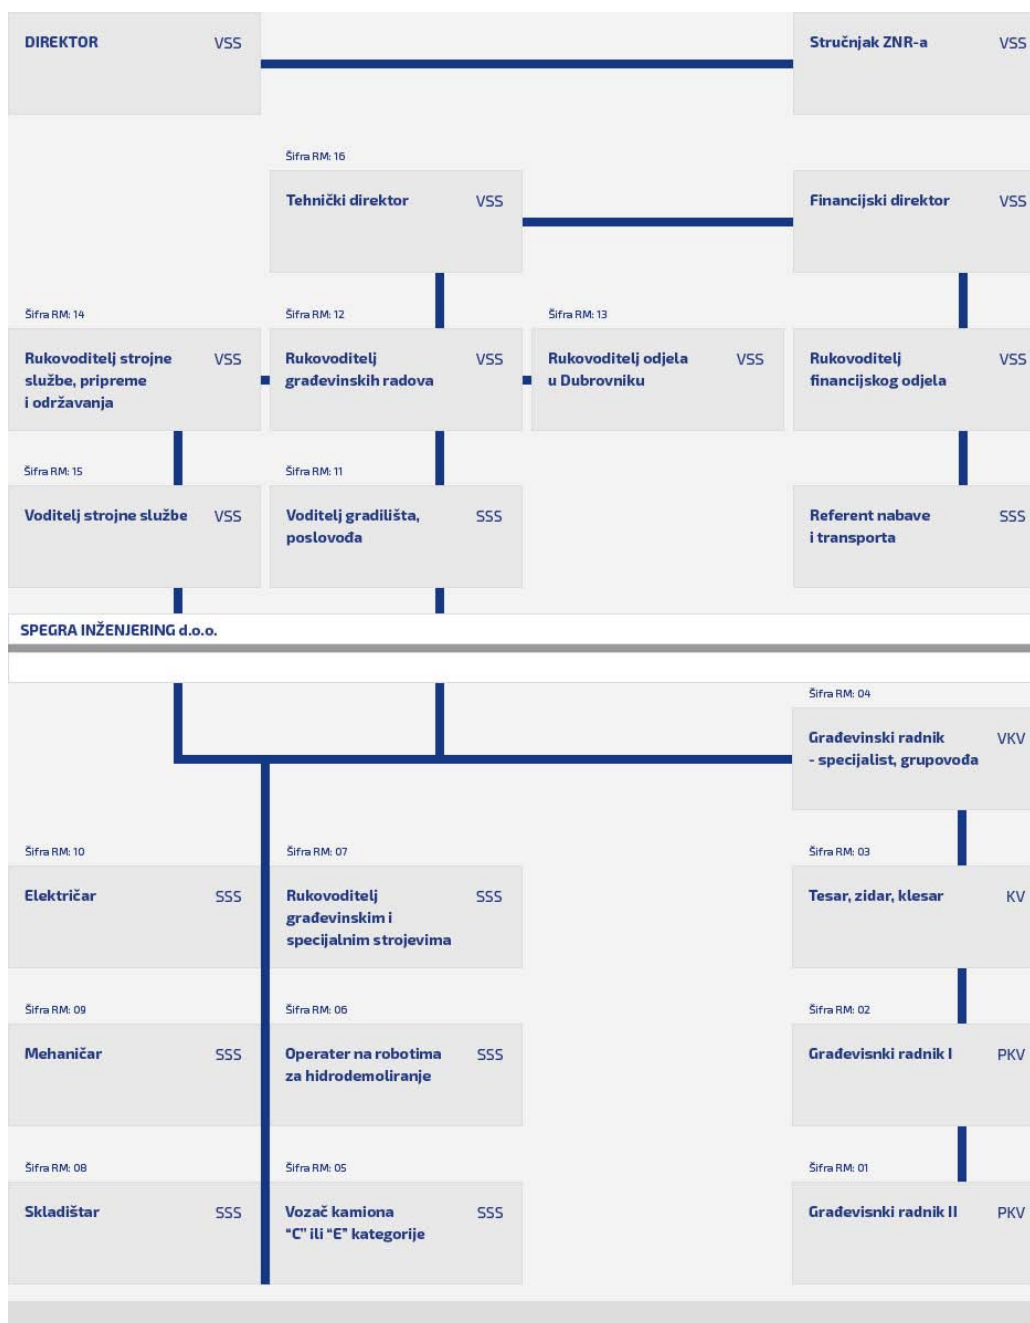 DIREKTOR VSS
Stručnjak ZNR-a VSS
Šifra RM: 16
Tehnički direktor VSS
Financijski direktor VSS
Šifra RM: 14
Rukovoditelj strojne VSS
službe, pripreme
i održavanja
Šifra RM: 12
Rukovoditelj VSS
građevinskih radova
Šifra RM: 13
Rukovoditelj odjela VSS
u Dubrovniku
Rukovoditelj VSS
financijskog odjela
Šifra RM: 15
Voditelj strojne službe VSS
Šifra RM: 11
Voditelj gradilišta, SSS
poslovođa
Referent nabave SSS
i transporta
SPEGRA INŽENJERING d.o.o.
Šifra RM: 04
Građevinski radnik VKV
- specijalist, grupovođa
Šifra RM: 10
Električar SSS
Šifra RM: 07
Rukovoditelj SSS
građevinskim i
specijalnim strojevima
Šifra RM: 03
Tesar, zidar, klesar KV
Šifra RM: 09
Mehaničar SSS
Šifra RM: 06
Operater na robotima SSS
za hidrodemoliranje
Šifra RM: 02
Građevisnki radnik I PKV
Šifra RM: 08
Skladištar SSS
Šifra RM: 05
Vozač kamiona SSS
“C” ili “E” kategorije
Šifra RM: 01
Građevisnki radnik II PKV